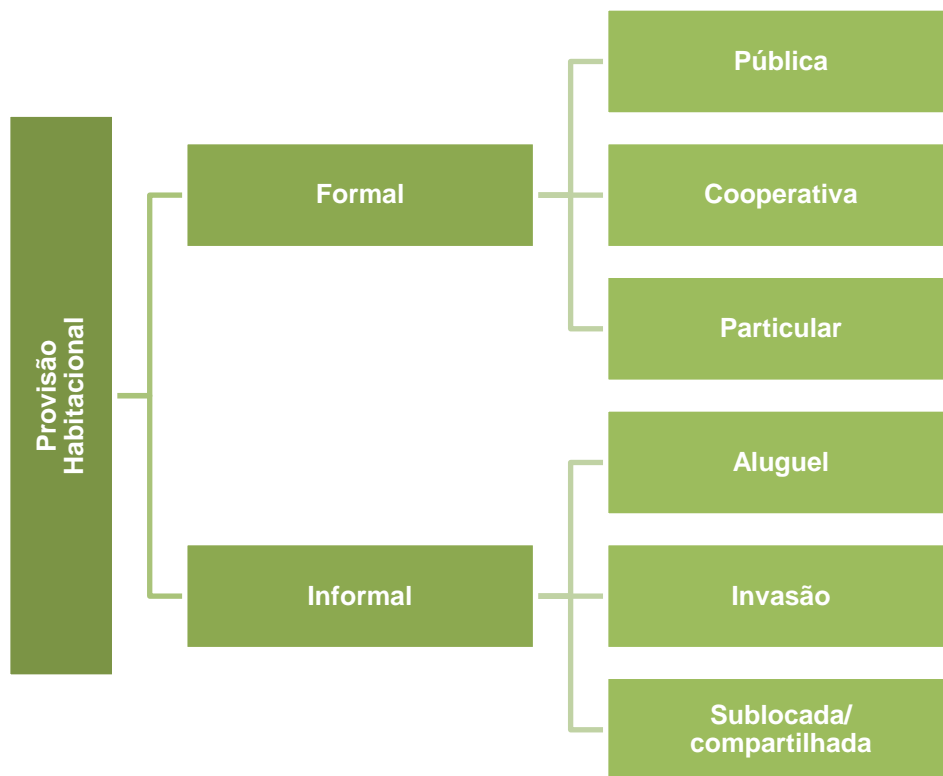 Provisão
Habitacional
Formal
Pública
Cooperativa
Particular
Informal
Aluguel
Invasão
Sublocada/
compartilhada